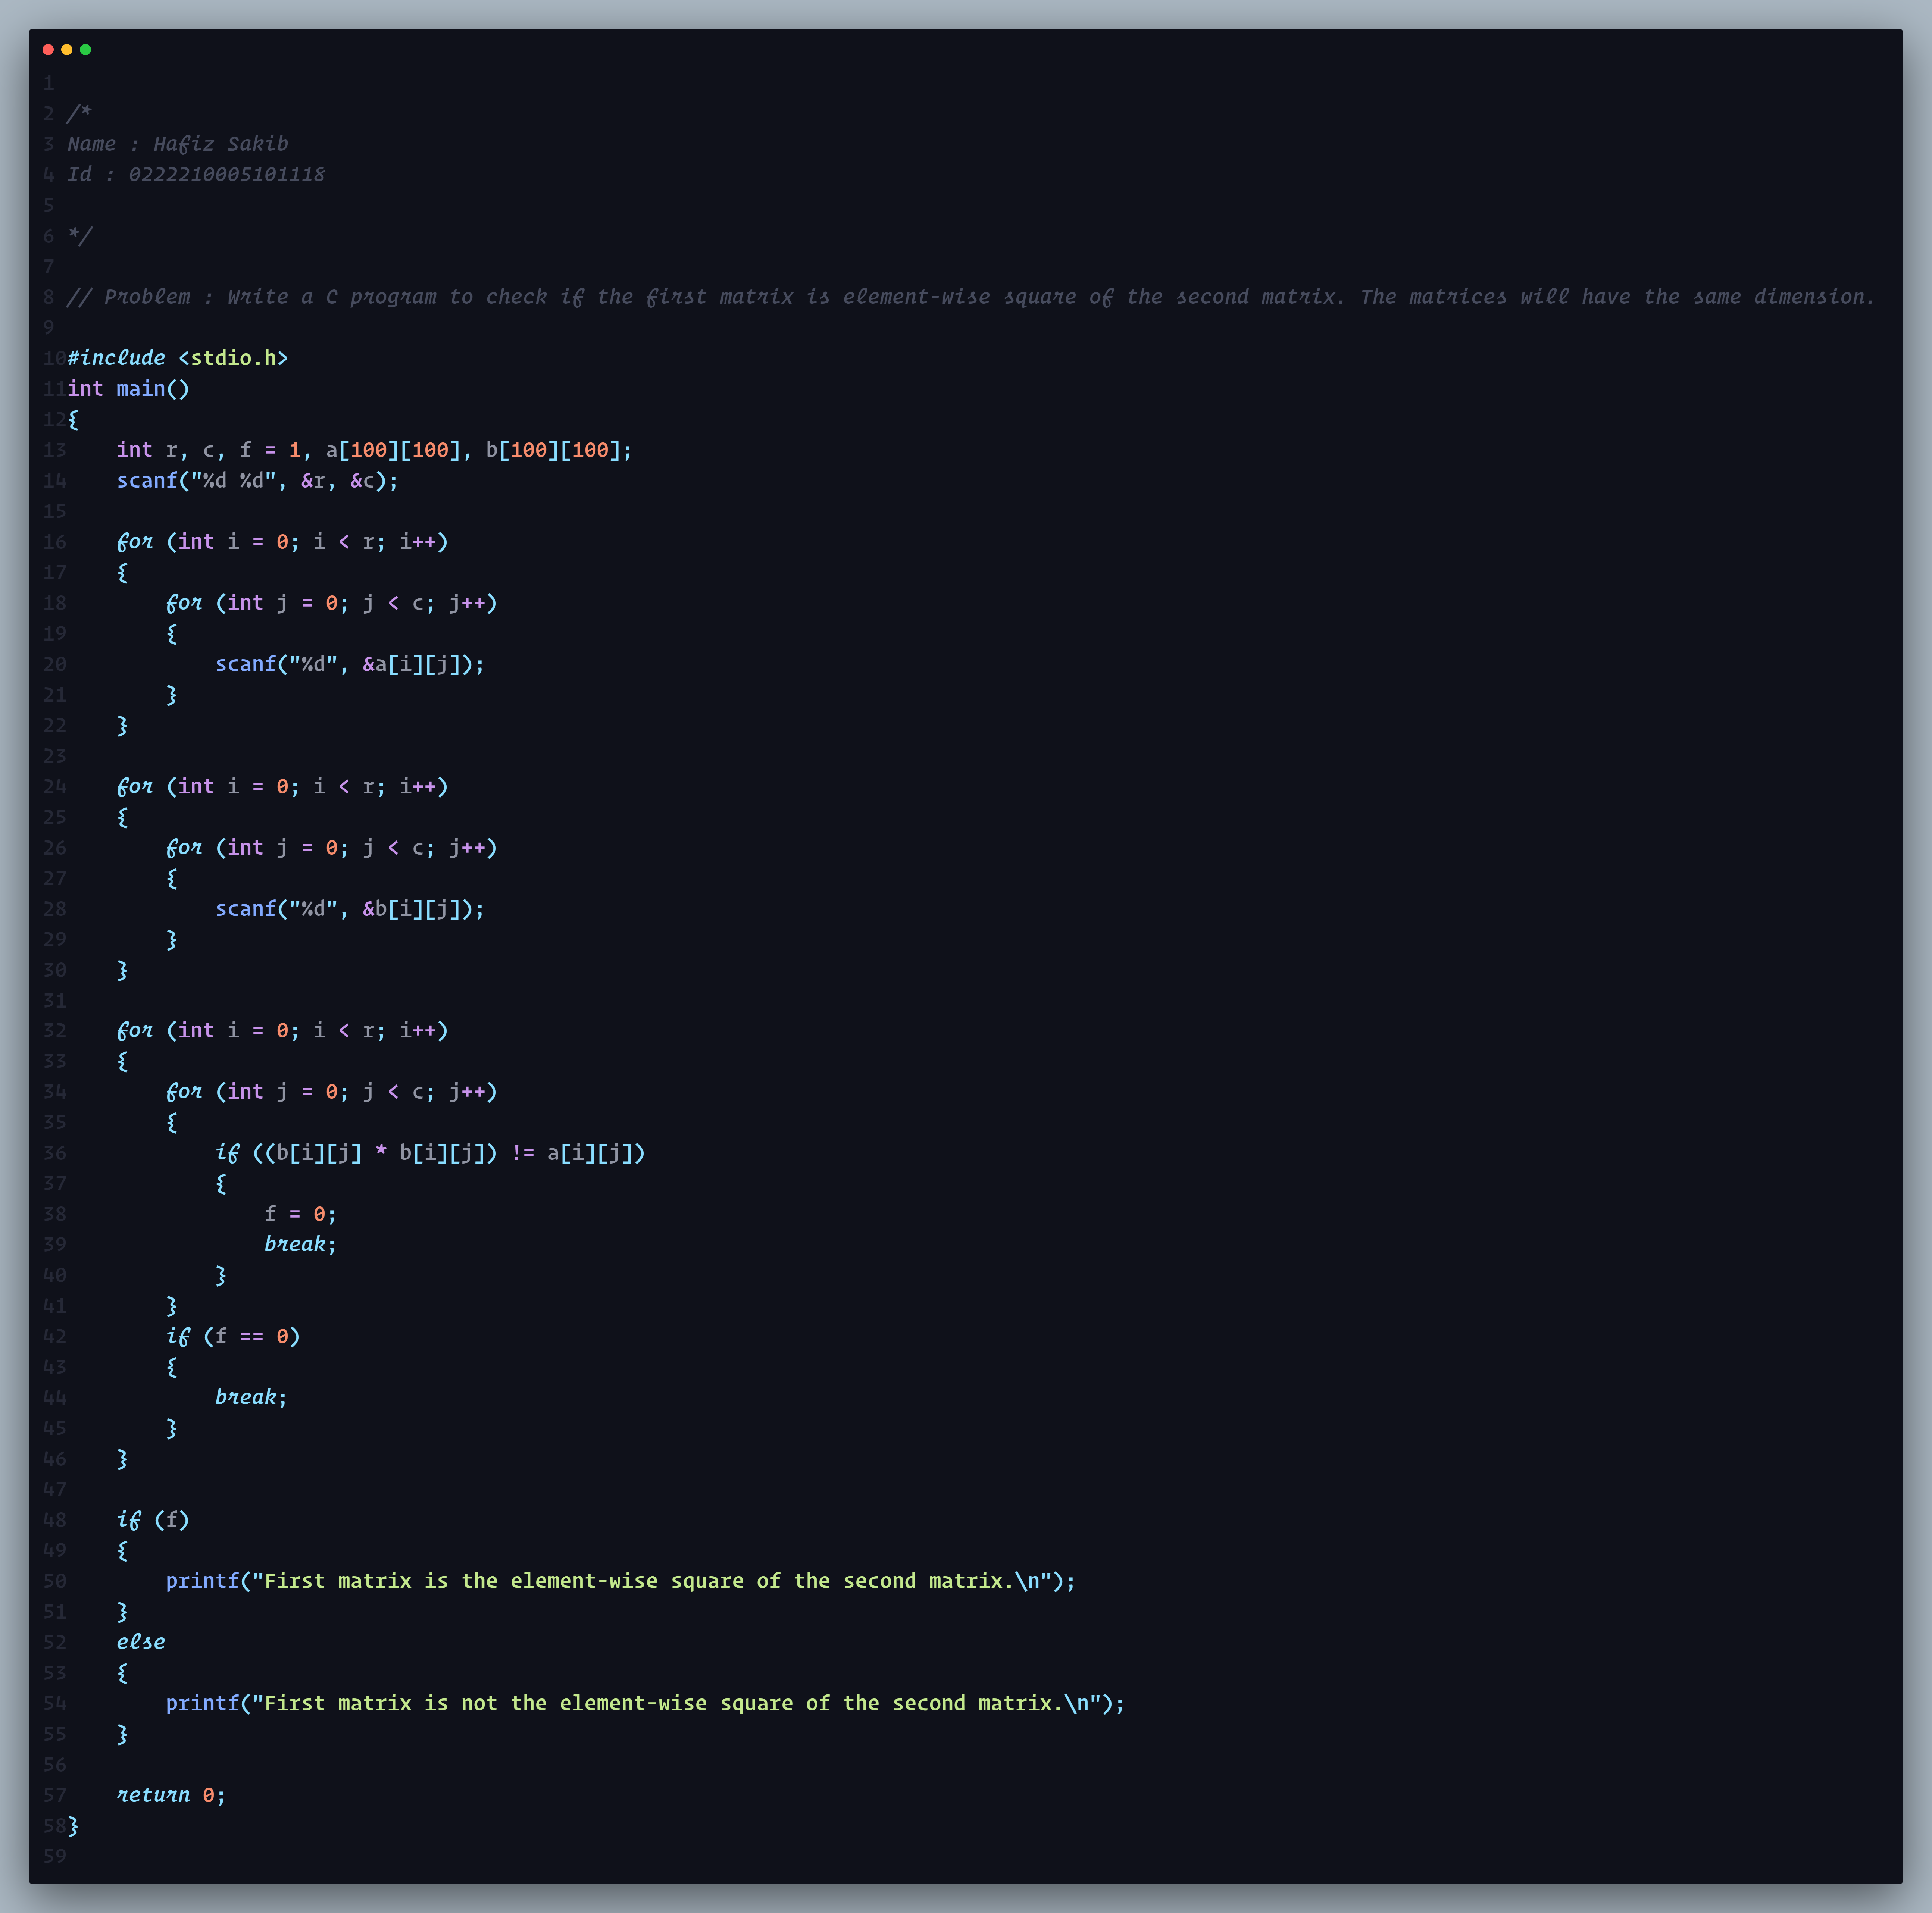 1
2 /*
3 Name : Hafiz Sakib
4 Id : 0222210005101118
5
6 */
7
8 // Problem : Write a C program to check if the first matrix is element-wise square of the second matrix. The matrices will have the same dimension.
9
10 #include <stdio.h>
11 int main()
12 {
13     int r, c, f = 1, a[100][100], b[100][100];
14     scanf("%d %d", &r, &c);
15
16     for (int i = 0; i < r; i++)
17     {
18         for (int j = 0; j < c; j++)
19         {
20             scanf("%d", &a[i][j]);
21         }
22     }
23
24     for (int i = 0; i < r; i++)
25     {
26         for (int j = 0; j < c; j++)
27         {
28             scanf("%d", &b[i][j]);
29         }
30     }
31
32     for (int i = 0; i < r; i++)
33     {
34         for (int j = 0; j < c; j++)
35         {
36             if ((b[i][j] * b[i][j]) != a[i][j])
37             {
38                 f = 0;
39                 break;
40             }
41         }
42         if (f == 0)
43         {
44             break;
45         }
46     }
47
48     if (f)
49     {
50         printf("First matrix is the element-wise square of the second matrix.\n");
51     }
52     else
53     {
54         printf("First matrix is not the element-wise square of the second matrix.\n");
55     }
56
57     return 0;
58 }
59